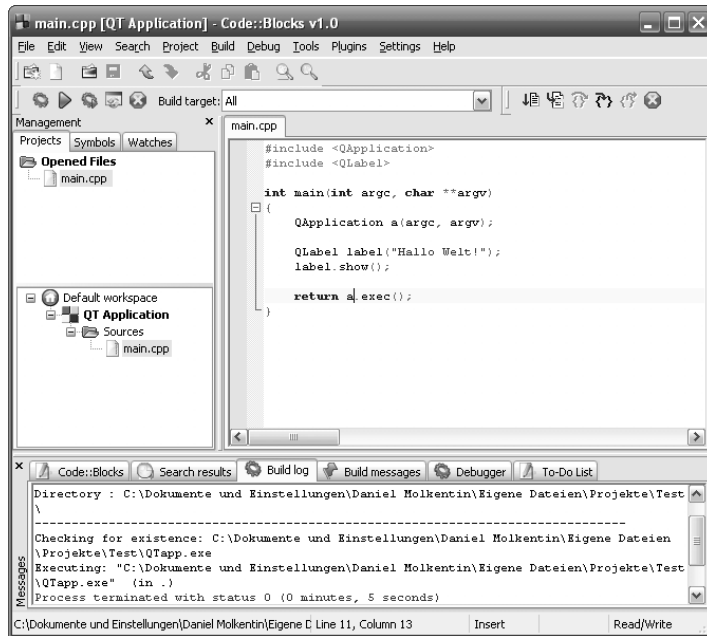 main.cpp [QT Application] - Code::Blocks v1.0
File Edit View Search Project Build Debug Tools Plugins Settings Help
Build target: All
Management
main.cpp
Projects Symbols Watches
Opened Files
main.cpp
Default workspace
QT Application
Sources
main.cpp
#include <QApplication>
#include <QLabel>
int main(int argc, char **argv)
{
QApplication a(argc, argv);
QLabel label("Hallo Welt!");
label.show();
return a.exec();
}
Code::Blocks Search results Build log Build messages Debugger To-Do List
Messages
Directory : C:\Dokumente und Einstellungen\Daniel Molkentin\Eigene Dateien\Projekte\Test
\
--------------------------------------------------------------------------------
Checking for existence: C:\Dokumente und Einstellungen\Daniel Molkentin\Eigene Dateien
\Projekte\Test\QTapp.exe
Executing: "C:\Dokumente und Einstellungen\Daniel Molkentin\Eigene Dateien\Projekte\Test
\QTapp.exe" (in .)
Process terminated with status 0 (0 minutes, 5 seconds)
C:\Dokumente und Einstellungen\Daniel Molkentin\Eigene D Line 11, Column 13 Insert Read/Write